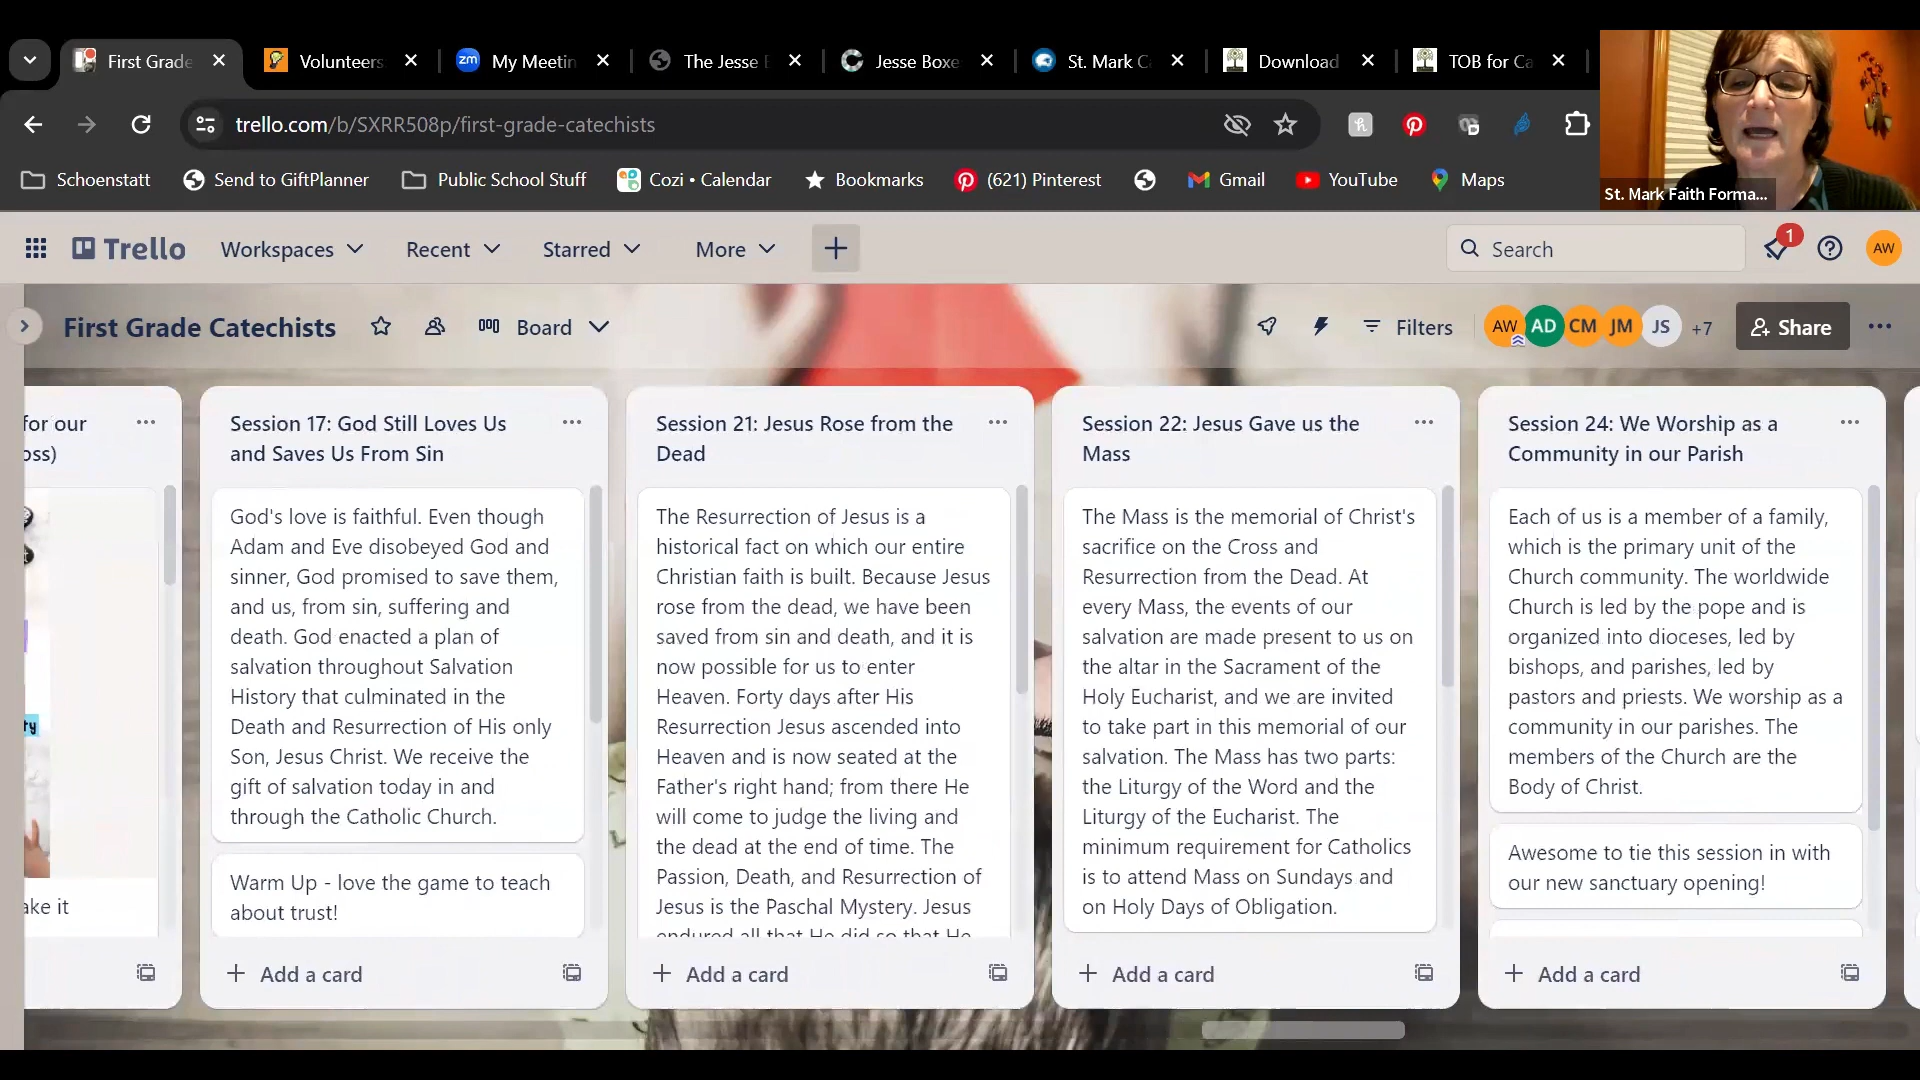 First Grade
Volunteers
zm
My Meetin
The Jesse
Jesse Boxe
St. Mark C
Download
TOB for Ca
trello.com/b/SXRR508p/first-grade-catechists
Schoenstatt
Send to GiftPlanner
Public School Stuff
Cozi • Calendar
Bookmarks
(621) Pinterest
Gmail
YouTube
Maps
St. Mark Faith Forma...
Trello
Workspaces
Recent
Starred
More
Search
1
AW
First Grade Catechists
Board
Filters
AW
AD
CM
JM
JS
+7
Share
for our
oss)
ty
ake it
Session 17: God Still Loves Us
and Saves Us From Sin
God's love is faithful. Even though
Adam and Eve disobeyed God and
sinner, God promised to save them,
and us, from sin, suffering and
death. God enacted a plan of
salvation throughout Salvation
History that culminated in the
Death and Resurrection of His only
Son, Jesus Christ. We receive the
gift of salvation today in and
through the Catholic Church.
Warm Up - love the game to teach
about trust!
Add a card
Session 21: Jesus Rose from the
Dead
The Resurrection of Jesus is a
historical fact on which our entire
Christian faith is built. Because Jesus
rose from the dead, we have been
saved from sin and death, and it is
now possible for us to enter
Heaven. Forty days after His
Resurrection Jesus ascended into
Heaven and is now seated at the
Father's right hand; from there He
will come to judge the living and
the dead at the end of time. The
Passion, Death, and Resurrection of
Jesus is the Paschal Mystery. Jesus
endured all that He did so that He
Add a card
Session 22: Jesus Gave us the
Mass
The Mass is the memorial of Christ's
sacrifice on the Cross and
Resurrection from the Dead. At
every Mass, the events of our
salvation are made present to us on
the altar in the Sacrament of the
Holy Eucharist, and we are invited
to take part in this memorial of our
salvation. The Mass has two parts:
the Liturgy of the Word and the
Liturgy of the Eucharist. The
minimum requirement for Catholics
is to attend Mass on Sundays and
on Holy Days of Obligation.
Add a card
Session 24: We Worship as a
Community in our Parish
Each of us is a member of a family,
which is the primary unit of the
Church community. The worldwide
Church is led by the pope and is
organized into dioceses, led by
bishops, and parishes, led by
pastors and priests. We worship as a
community in our parishes. The
members of the Church are the
Body of Christ.
Awesome to tie this session in with
our new sanctuary opening!
Add a card